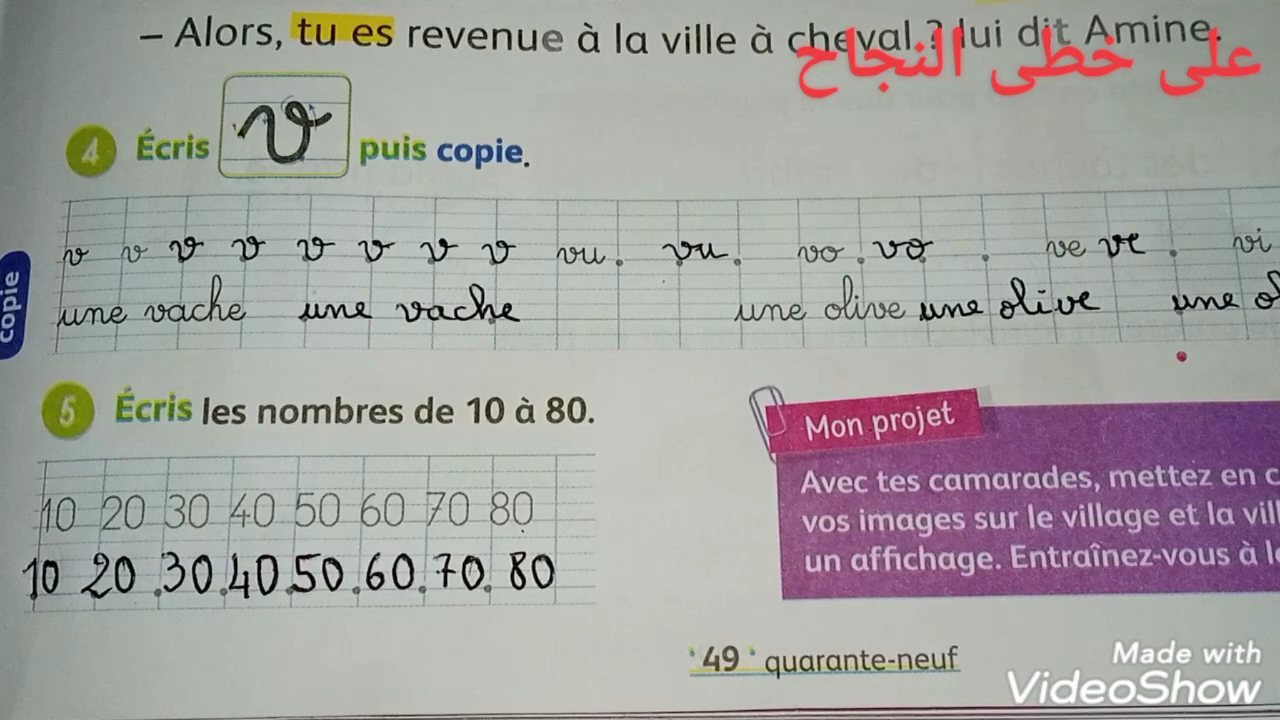 – Alors, tu es revenue à la ville à cheval ? lui dit Amine.
على خطى النجاح
4 Écris v puis copie.
copie
v v v v v v v v vu. vu. vo. vo . ve ve . vi
une vache une vache une olive une olive une
5 Écris les nombres de 10 à 80.
10 20 30 40 50 60 70 80
10 20 .30.40.50.60.70. 80
Mon projet
Avec tes camarades, mettez en
vos images sur le village et la
un affichage. Entraînez-vous à
49 quarante-neuf
Made with
VideoShow